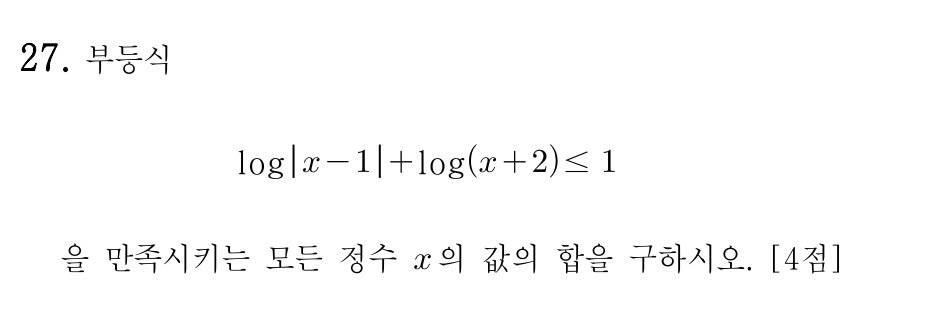 27. 부등식
log|x-1|+log(x+2)≤ 1
을 만족시키는 모든 정수 x의 값의 합을 구하시오. [4점]